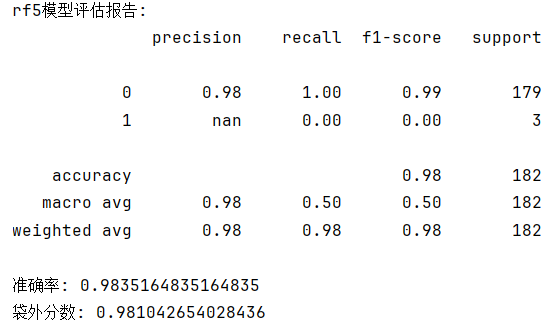 rf5模型评估报告:
precision recall f1-score support
0 0.98 1.00 0.99 179
1 nan 0.00 0.00 3
accuracy 0.98 182
macro avg 0.98 0.50 0.50 182
weighted avg 0.98 0.98 0.98 182
准确率: 0.9835164835164835
袋外分数: 0.981042654028436